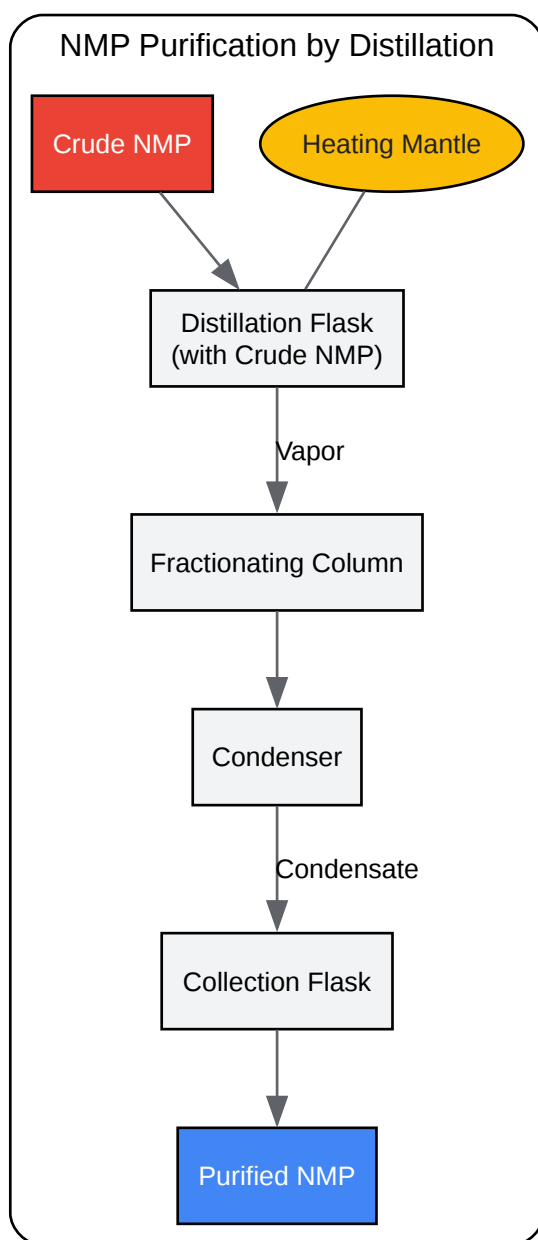 NMP Purification by Distillation
Crude NMP
Heating Mantle
Distillation Flask
(with Crude NMP)
Vapor
Fractionating Column
Condenser
Condensate
Collection Flask
Purified NMP